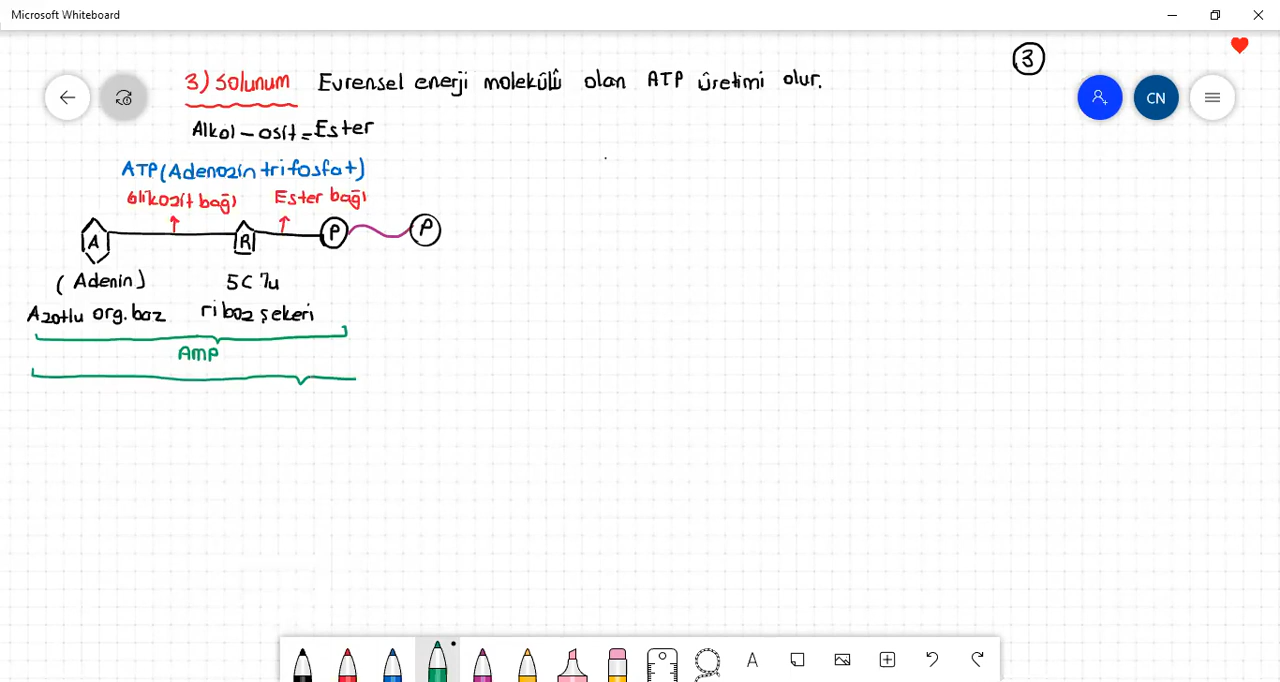 Microsoft Whiteboard
3
3) Solunum Evrensel enerji molekülü olan ATP üretimi olur.
CN
Alkol - asit = Ester
ATP (Adenozin trifosfat)
Glikozit bağı Ester bağı
A R P P
(Adenin) 5C 'lu
Azotlu org. baz riboz şekeri
AMP
A